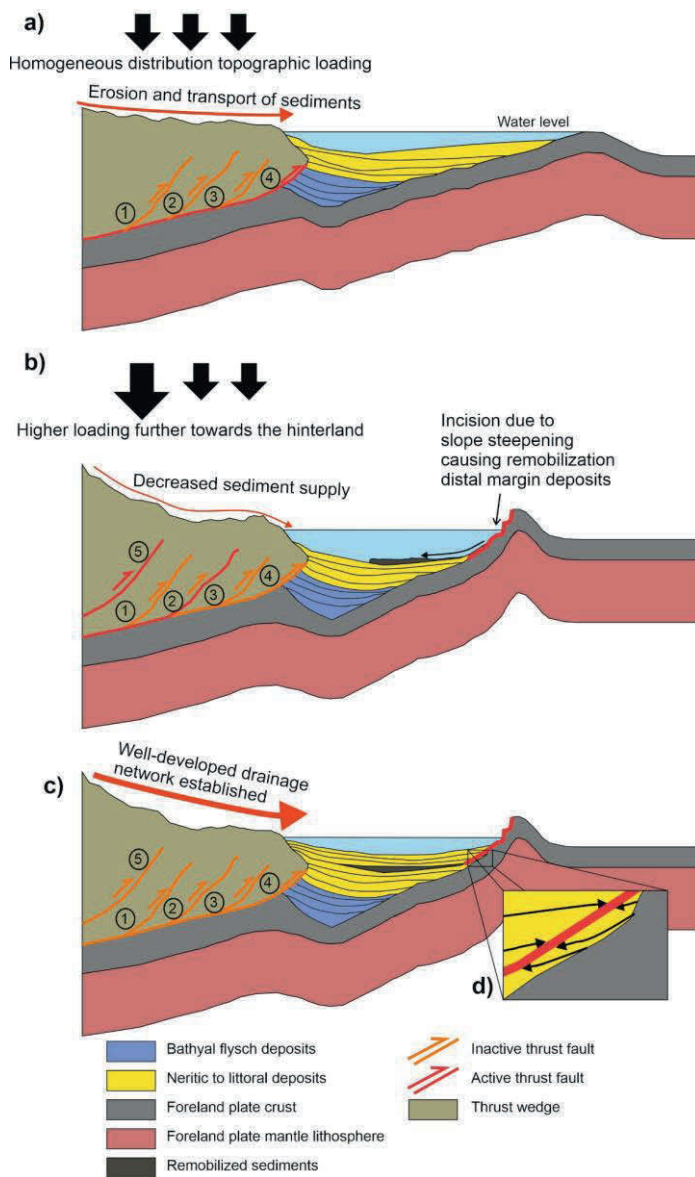 a)
Homogeneous distribution topographic loading
Erosion and transport of sediments
Water level
1
2
3
4
b)
Higher loading further towards the hinterland
Decreased sediment supply
Incision due to
slope steepening
causing remobilization
distal margin deposits
5
1
2
3
4
c)
Well-developed drainage
network established
5
1
2
3
4
d)
Bathyal flysch deposits
Neritic to littoral deposits
Foreland plate crust
Foreland plate mantle lithosphere
Remobilized sediments
Inactive thrust fault
Active thrust fault
Thrust wedge